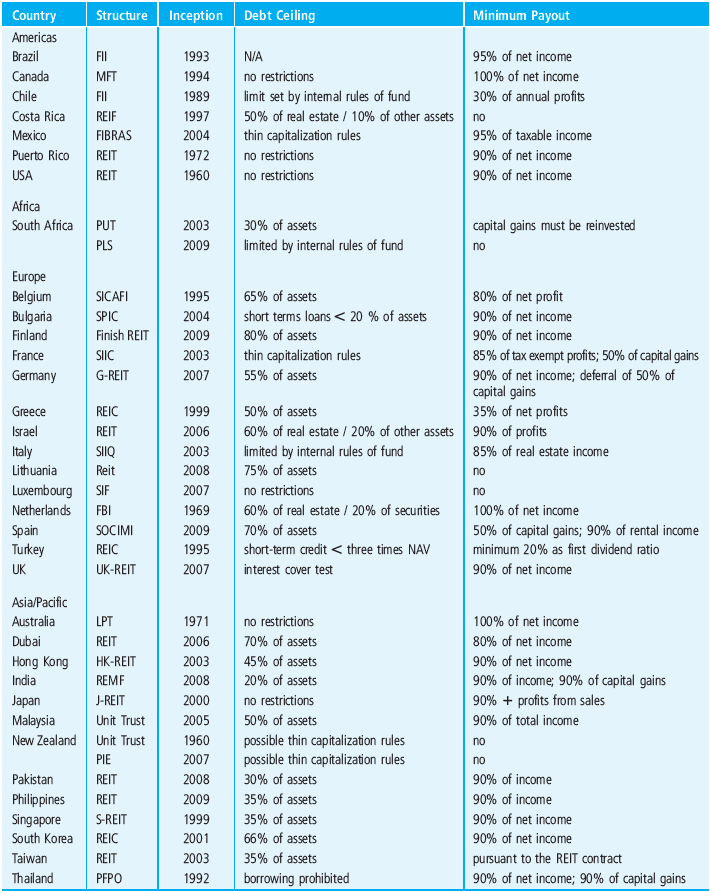 Country Structure Inception Debt Ceiling Minimum Payout
Americas
Brazil FII 1993 N/A 95% of net income
Canada MFT 1994 no restrictions 100% of net income
Chile FII 1989 limit set by internal rules of fund 30% of annual profits
Costa Rica REIF 1997 50% of real estate / 10% of other assets no
Mexico FIBRAS 2004 thin capitalization rules 95% of taxable income
Puerto Rico REIT 1972 no restrictions 90% of net income
USA REIT 1960 no restrictions 90% of net income
Africa
South Africa PUT 2003 30% of assets capital gains must be reinvested
PLS 2009 limited by internal rules of fund no
Europe
Belgium SICAFI 1995 65% of assets 80% of net profit
Bulgaria SPIC 2004 short terms loans < 20 % of assets 90% of net income
Finland Finish REIT 2009 80% of assets 90% of net income
France SIIC 2003 thin capitalization rules 85% of tax exempt profits; 50% of capital gains
Germany G-REIT 2007 55% of assets 90% of net income; deferral of 50% of
capital gains
Greece REIC 1999 50% of assets 35% of net profits
Israel REIT 2006 60% of real estate / 20% of other assets 90% of profits
Italy SIIQ 2003 limited by internal rules of fund 85% of real estate income
Lithuania Reit 2008 75% of assets no
Luxembourg SIF 2007 no restrictions no
Netherlands FBI 1969 60% of real estate / 20% of securities 100% of net income
Spain SOCIMI 2009 70% of assets 50% of capital gains; 90% of rental income
Turkey REIC 1995 short-term credit < three times NAV minimum 20% as first dividend ratio
UK UK-REIT 2007 interest cover test 90% of net income
Asia/Pacific
Australia LPT 1971 no restrictions 100% of net income
Dubai REIT 2006 70% of assets 80% of net income
Hong Kong HK-REIT 2003 45% of assets 90% of net income
India REMF 2008 20% of assets 90% of income; 90% of capital gains
Japan J-REIT 2000 no restrictions 90% + profits from sales
Malaysia Unit Trust 2005 50% of assets 90% of total income
New Zealand Unit Trust 1960 possible thin capitalization rules no
PIE 2007 possible thin capitalization rules no
Pakistan REIT 2008 30% of assets 90% of income
Philippines REIT 2009 35% of assets 90% of income
Singapore S-REIT 1999 35% of assets 90% of net income
South Korea REIC 2001 66% of assets 90% of net income
Taiwan REIT 2003 35% of assets pursuant to the REIT contract
Thailand PFPO 1992 borrowing prohibited 90% of net income; 90% of capital gains